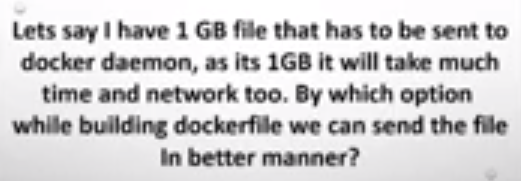 Lets say I have 1 GB file that has to be sent to
docker daemon, as its 1GB it will take much
time and network too. By which option
while building dockerfile we can send the file
In better manner?